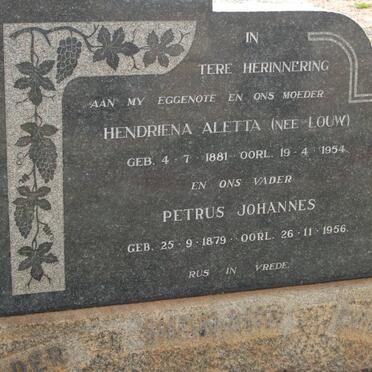 IN
TERE HERINNERING
AAN MY EGGENOTE EN ONS MOEDER
HENDRIENA ALETTA (NEE LOUW)
GEB. 4 - 7 - 1881 OORL. 19 - 4 - 1954
EN ONS VADER
PETRUS JOHANNES
GEB. 25 - 9 - 1879 OORL. 26 - 11 - 1956.
RUS IN VREDE.